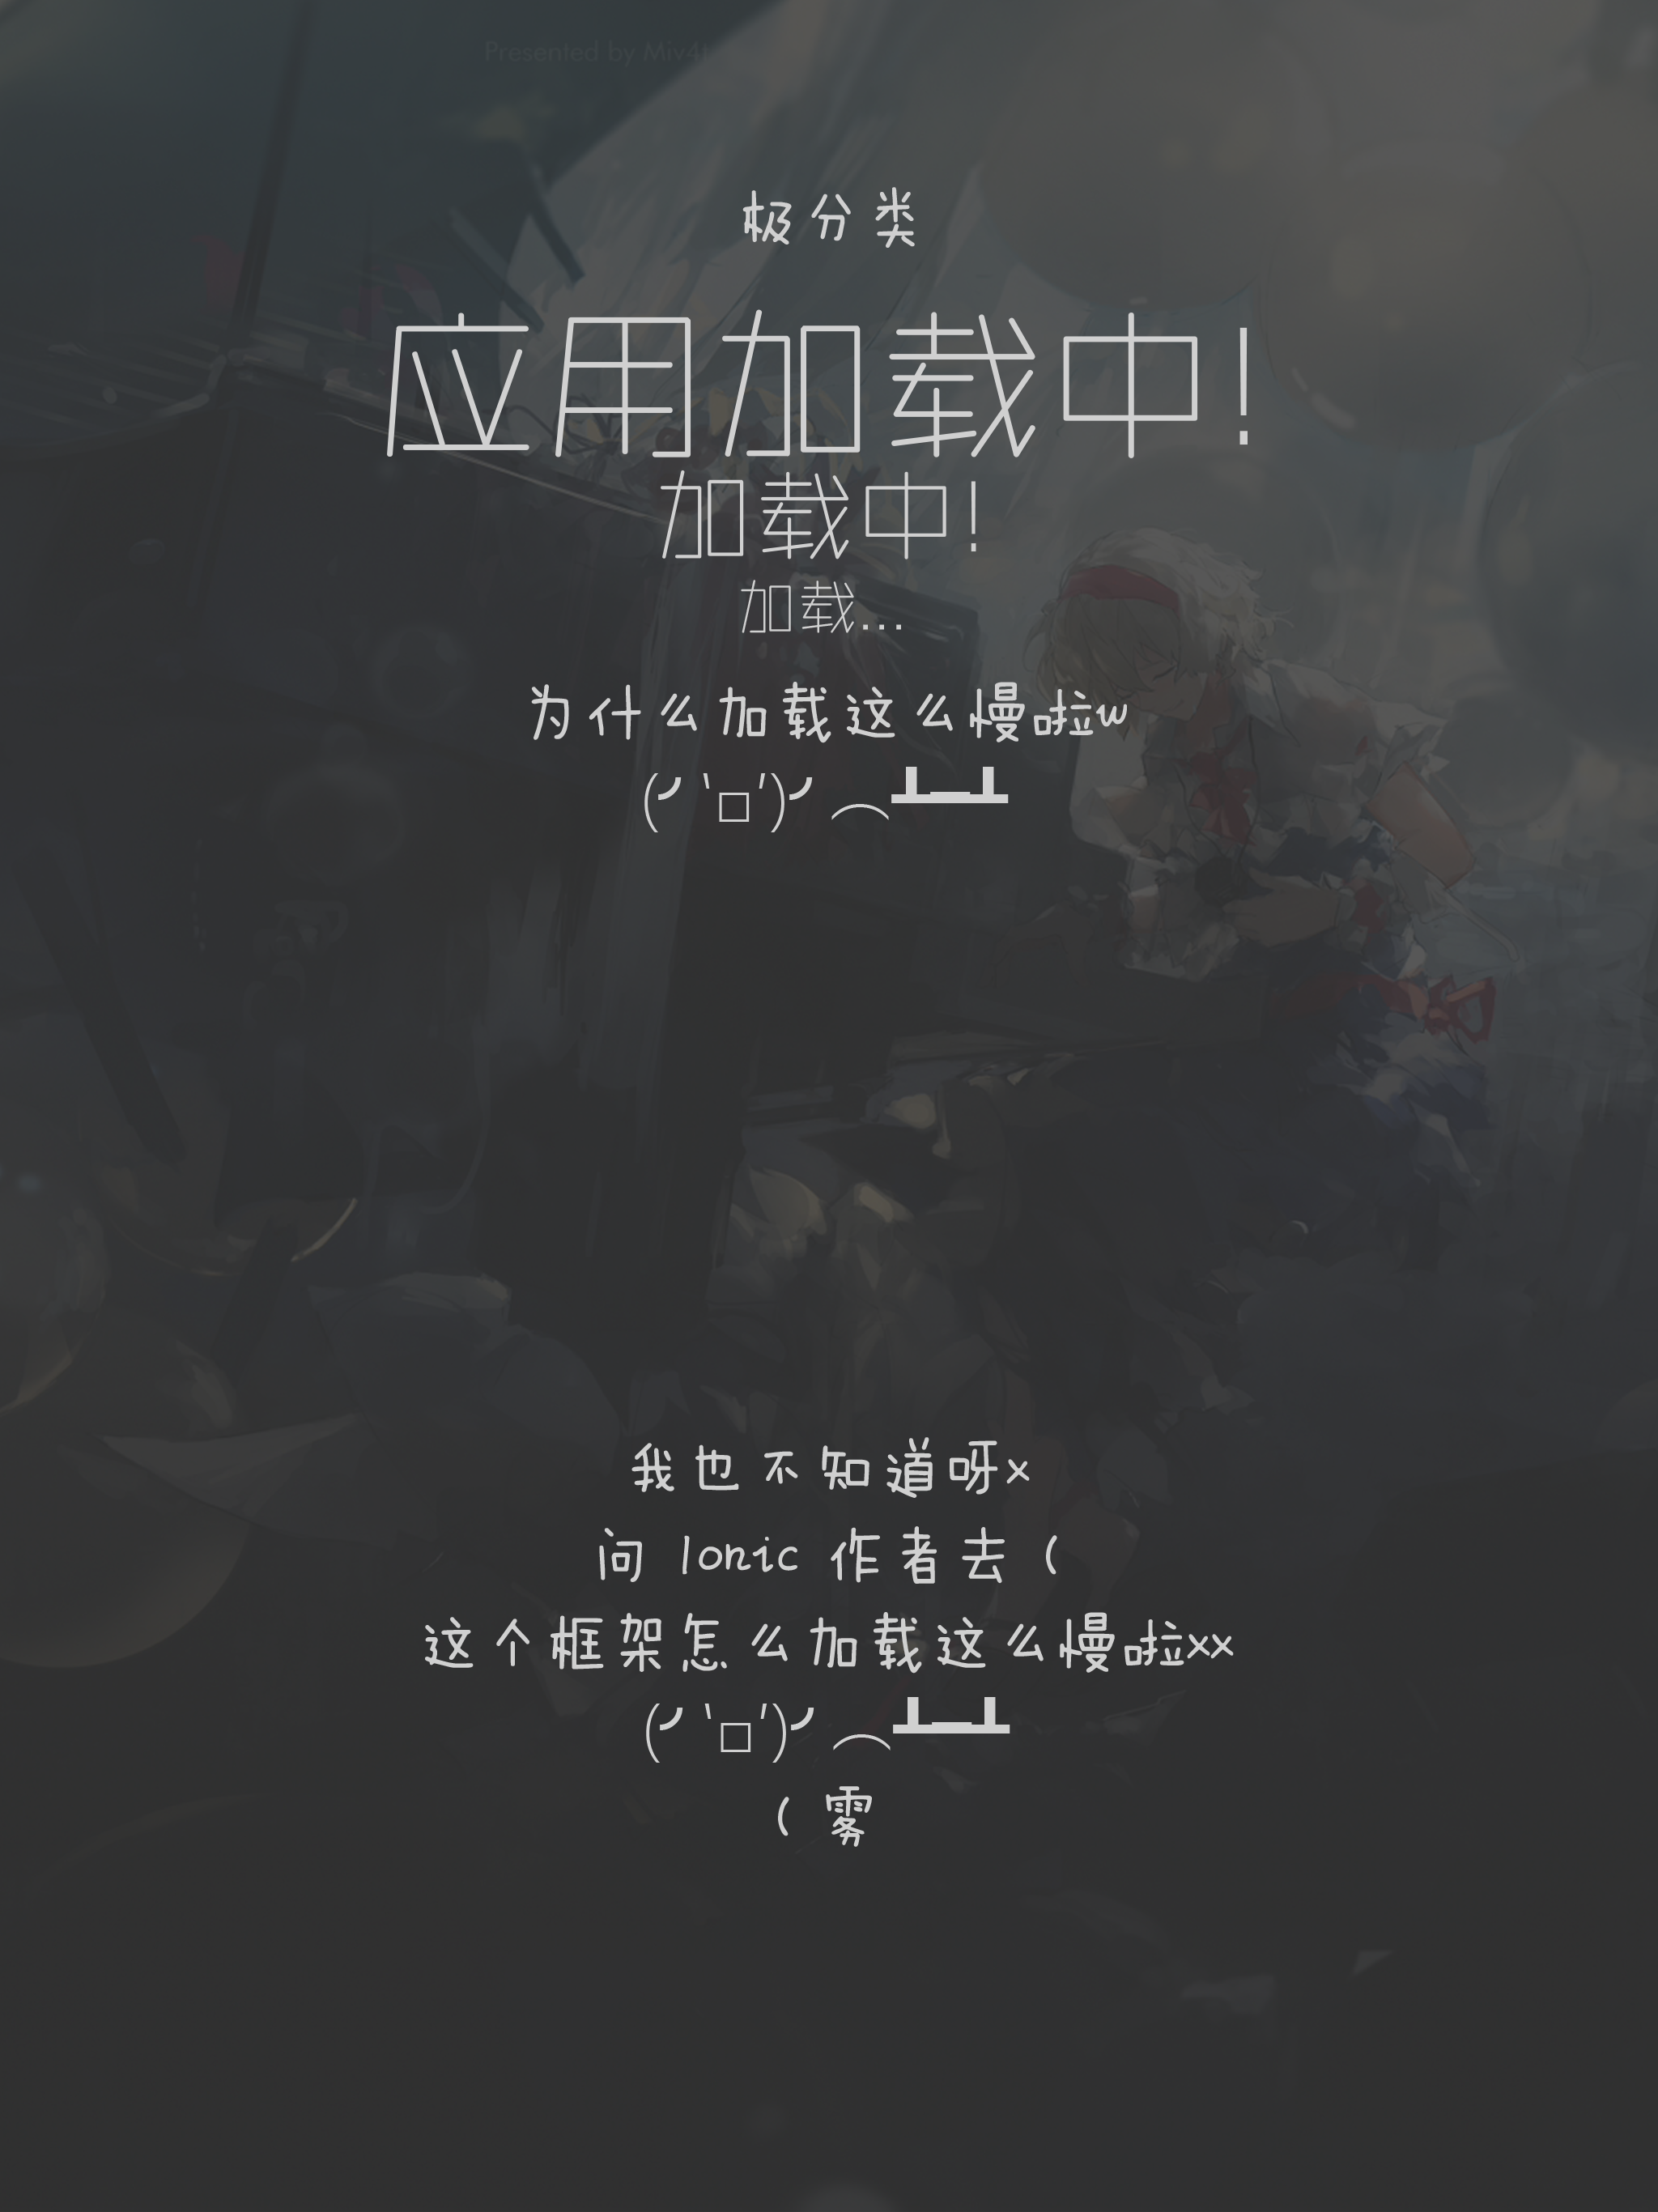 Presented by Miv4t
极分类
应用加载中!
加载中!
加载...
为什么加载这么慢啦w
(╯‵□′)╯︵┻━┻
我也不知道呀x
问 Ionic 作者去（
这个框架怎么加载这么慢啦xx
(╯‵□′)╯︵┻━┻
（雾